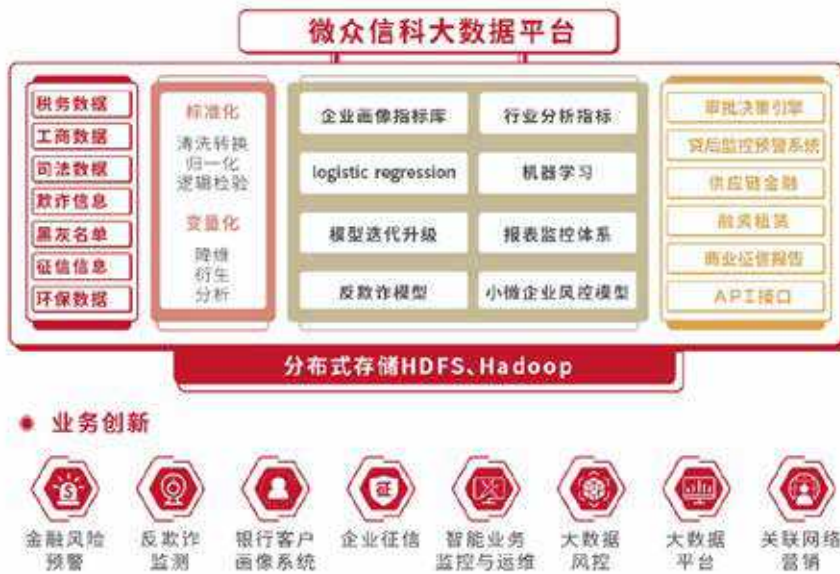 微众信科大数据平台
税务数据
工商数据
司法数据
欺诈信息
黑灰名单
征信信息
环保数据
标准化
清洗转换
归一化
逻辑检验
变量化
降维
衍生
分析
企业画像指标库
行业分析指标
logistic regression
机器学习
模型迭代升级
报表监控体系
反欺诈模型
小微企业风控模型
审批决策引擎
贷后监控预警系统
供应链金融
融资租赁
商业征信报告
API接口
分布式存储HDFS、Hadoop
业务创新
金融风险
预警
反欺诈
监测
银行客户
画像系统
征
企业征信
智能业务
监控与运维
大数据
风控
大数据
平台
关联网络
营销